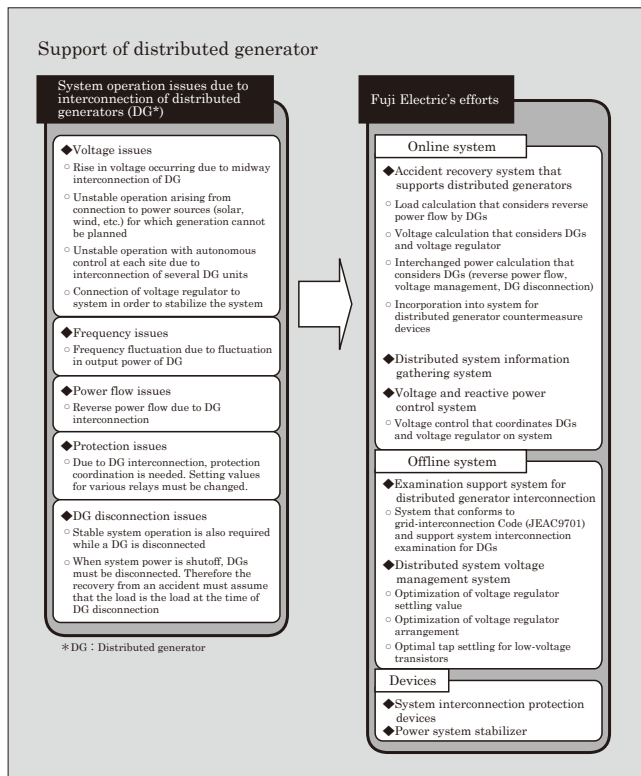 Support of distributed generator
System operation issues due to
interconnection of distributed
generators (DG*)
◆Voltage issues
○ Rise in voltage occurring due to midway
interconnection of DG
○ Unstable operation arising from
connection to power sources (solar,
wind, etc.) for which generation cannot
be planned
○ Unstable operation with autonomous
control at each site due to
interconnection of several DG units
○ Connection of voltage regulator to
system in order to stabilize the system
◆Frequency issues
○ Frequency fluctuation due to fluctuation
in output power of DG
◆Power flow issues
○ Reverse power flow due to DG
interconnection
◆Protection issues
○ Due to DG interconnection, protection
coordination is needed. Setting values
for various relays must be changed.
◆DG disconnection issues
○ Stable system operation is also required
while a DG is disconnected
○ When system power is shutoff, DGs
must be disconnected. Therefore the
recovery from an accident must assume
that the load is the load at the time of
DG disconnection
*DG : Distributed generator
Fuji Electric's efforts
Online system
◆Accident recovery system that
supports distributed generators
○ Load calculation that considers reverse
power flow by DGs
○ Voltage calculation that considers DGs
and voltage regulator
○ Interchanged power calculation that
considers DGs (reverse power flow,
voltage management, DG disconnection)
○ Incorporation into system for
distributed generator countermeasure
devices
◆Distributed system information
gathering system
◆Voltage and reactive power
control system
○ Voltage control that coordinates DGs
and voltage regulator on system
Offline system
◆Examination support system for
distributed generator interconnection
○ System that conforms to
grid-interconnection Code (JEAC9701)
and support system interconnection
examination for DGs
◆Distributed system voltage
management system
○ Optimization of voltage regulator
settling value
○ Optimization of voltage regulator
arrangement
○ Optimal tap settling for low-voltage
transistors
Devices
◆System interconnection protection
devices
◆Power system stabilizer